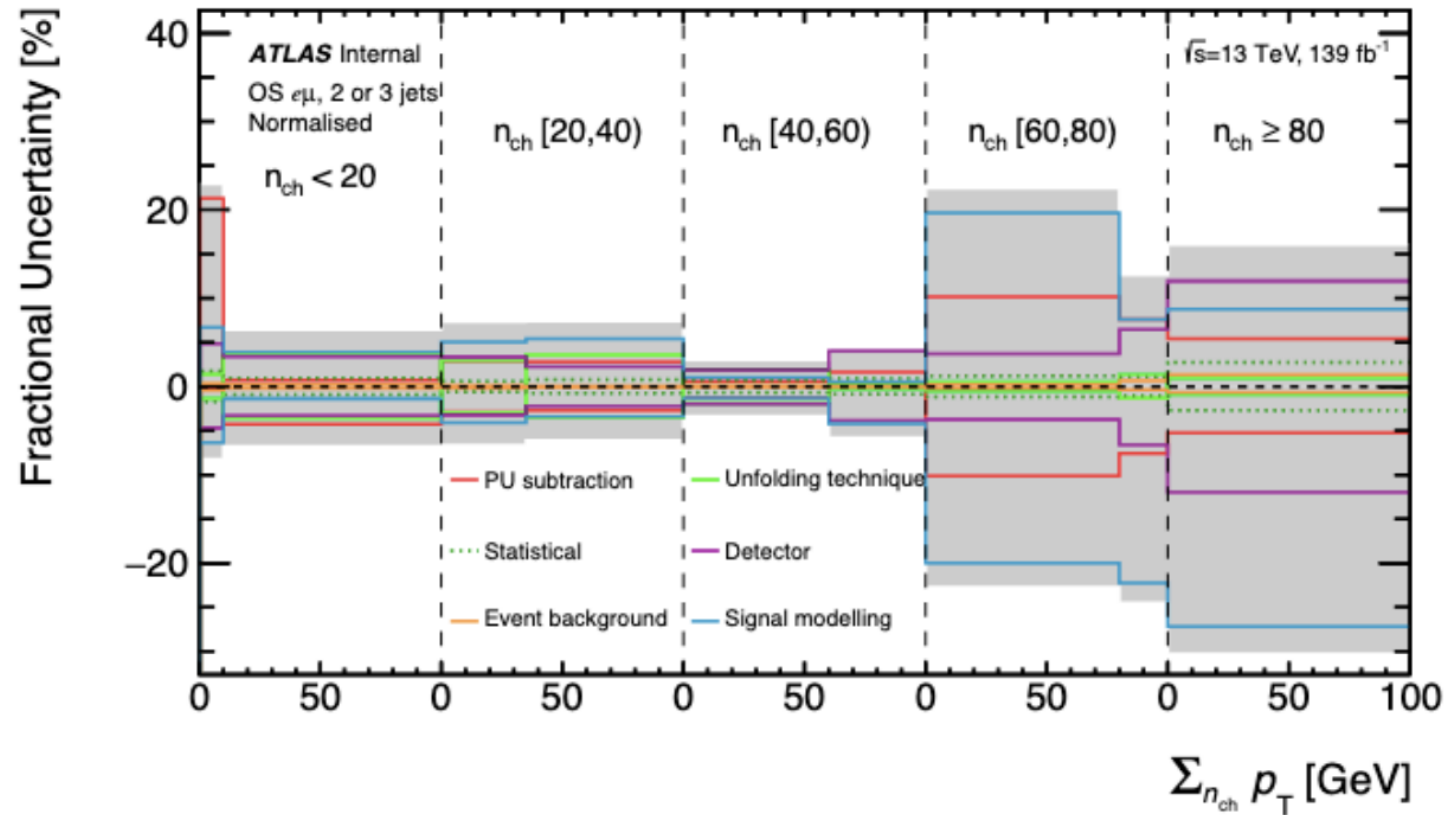 Fractional Uncertainty [%]
40
20
0
−20
ATLAS Internal
OS eμ, 2 or 3 jets
Normalised
√s=13 TeV, 139 fb⁻¹
n_ch < 20
n_ch [20,40)
n_ch [40,60)
n_ch [60,80)
n_ch ≥ 80
PU subtraction
Unfolding technique
Statistical
Detector
Event background
Signal modelling
0 50 0 50 0 50 0 50 0 50 100
Σ_{n_ch} p_T [GeV]